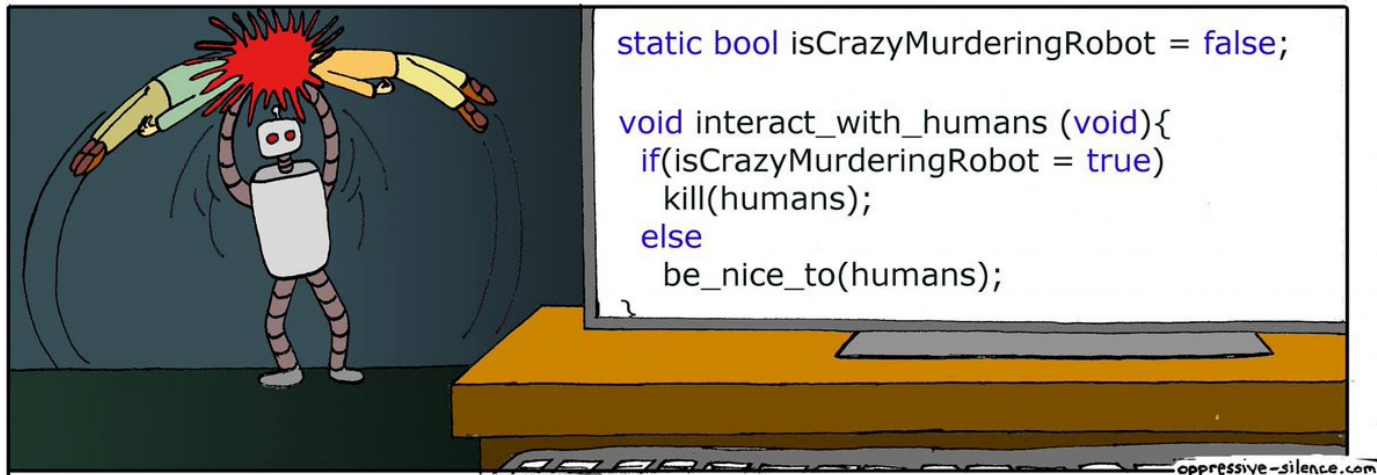 static bool isCrazyMurderingRobot = false;
void interact_with_humans (void){
if(isCrazyMurderingRobot = true)
kill(humans);
else
be_nice_to(humans);
}
oppressive-silence.com